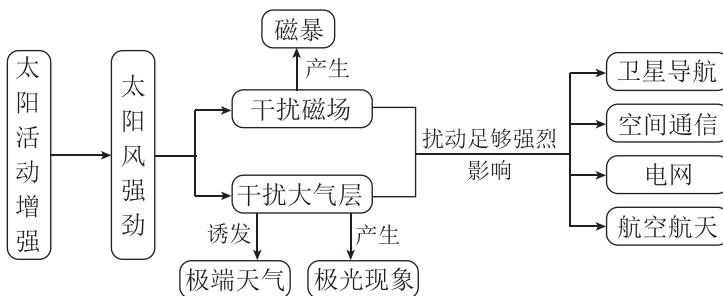 太阳活动增强
太阳风强劲
磁暴
产生
干扰磁场
干扰大气层
诱发
产生
极端天气
极光现象
扰动足够强烈
影响
卫星导航
空间通信
电网
航空航天